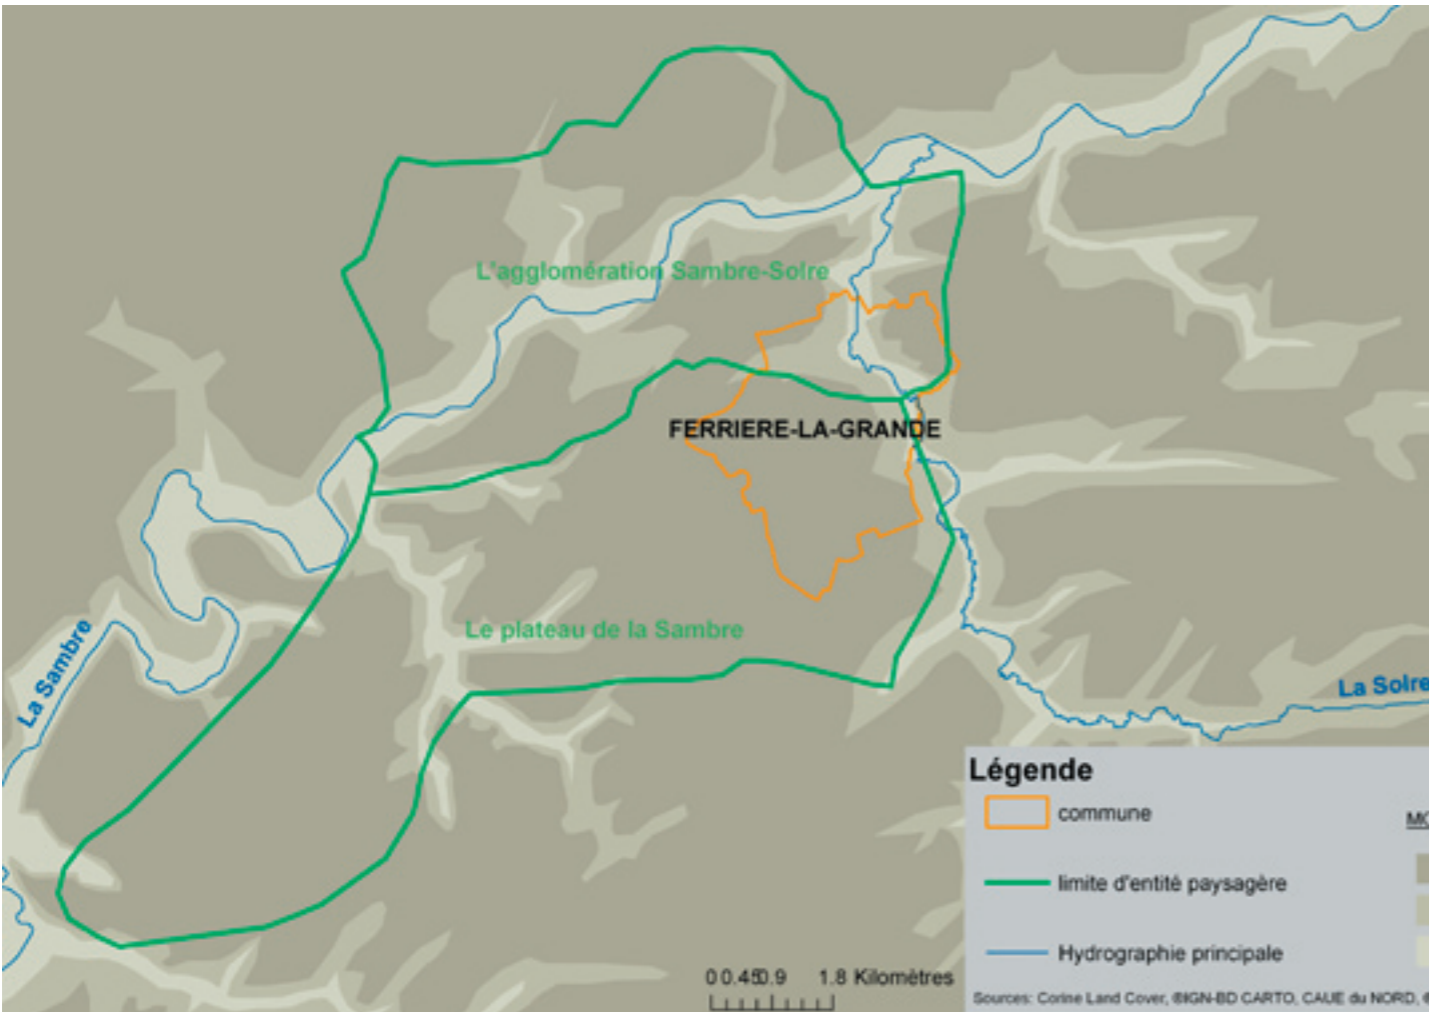 L'agglomération Sambre-Solre
FERRIERE-LA-GRANDE
Le plateau de la Sambre
La Sambre
La Solre
Légende
commune
limite d'entité paysagère
Hydrographie principale
0 0.45 0.9 1.8 Kilomètres
Sources: Corine Land Cover, ©IGN-BD CARTO, CAUE du NORD,